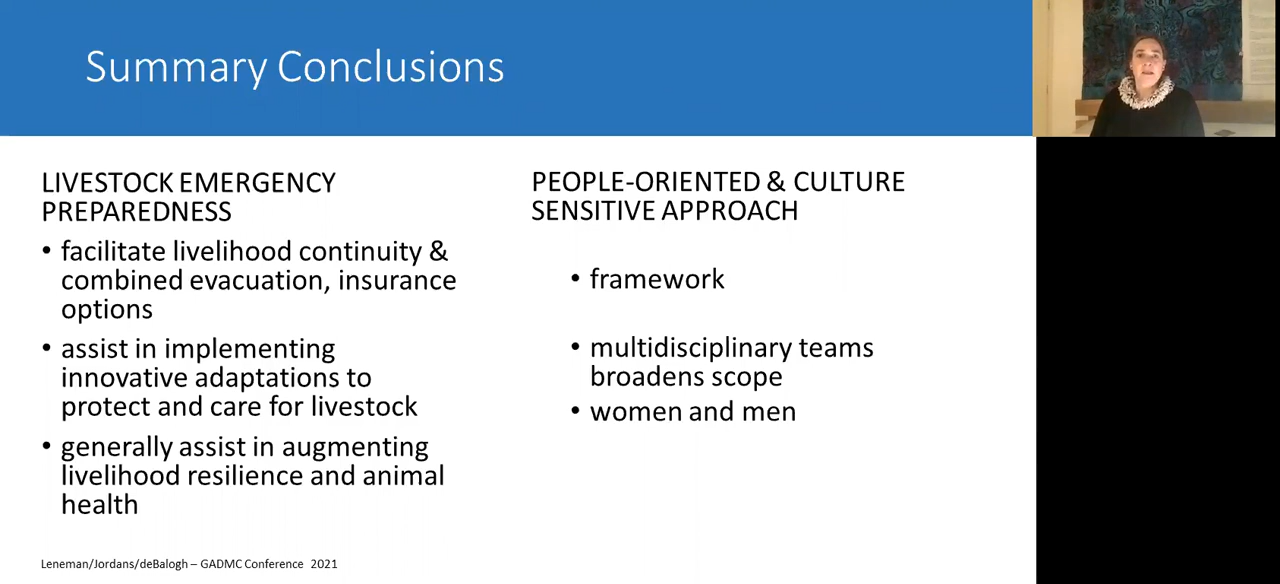 Summary Conclusions
LIVESTOCK EMERGENCY
PREPAREDNESS
• facilitate livelihood continuity &
combined evacuation, insurance
options
• assist in implementing
innovative adaptations to
protect and care for livestock
• generally assist in augmenting
livelihood resilience and animal
health
PEOPLE-ORIENTED & CULTURE
SENSITIVE APPROACH
• framework
• multidisciplinary teams
broadens scope
• women and men
Leneman/Jordans/deBalogh – GADMC Conference 2021